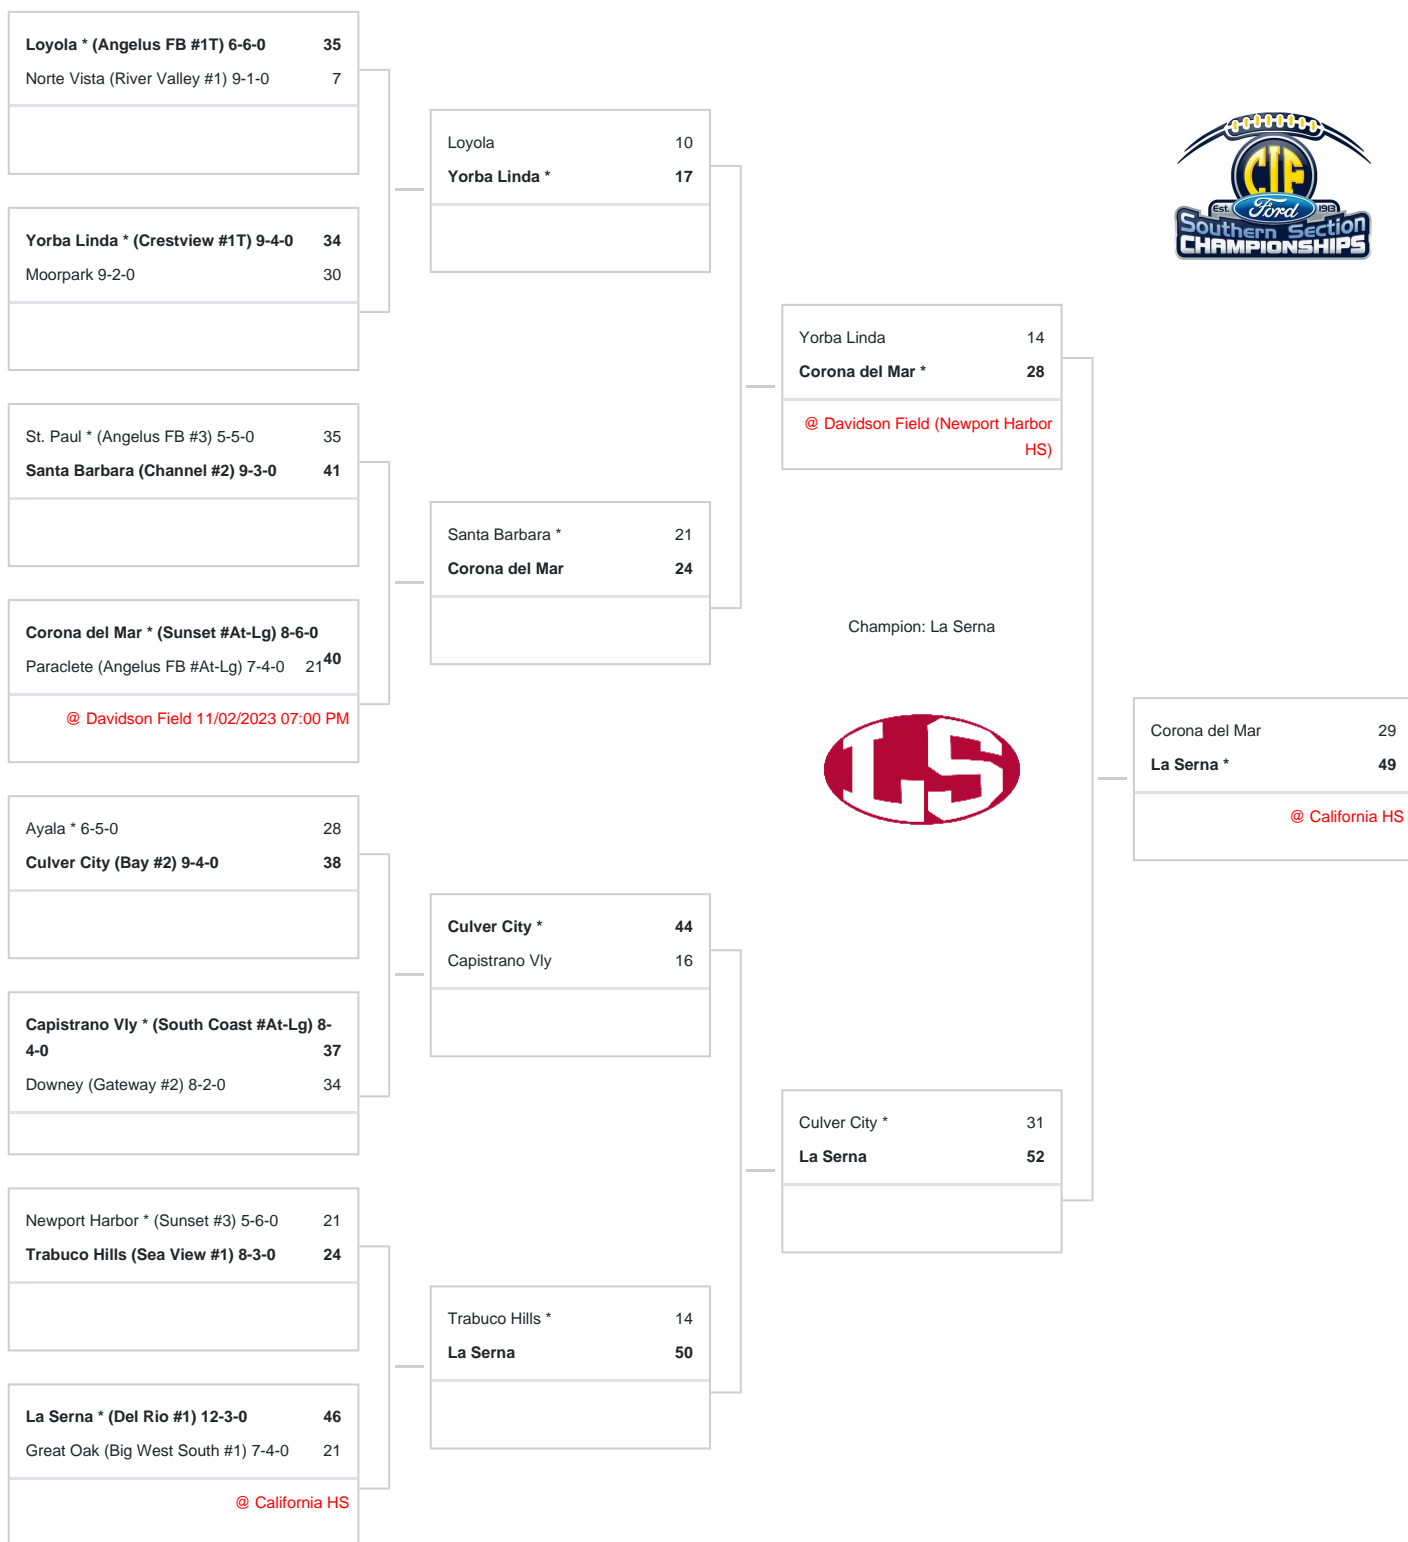 Loyola * (Angelus FB #1T) 6-6-0 35
Norte Vista (River Valley #1) 9-1-0 7
Yorba Linda * (Crestview #1T) 9-4-0 34
Moorpark 9-2-0 30
St. Paul * (Angelus FB #3) 5-5-0 35
Santa Barbara (Channel #2) 9-3-0 41
Corona del Mar * (Sunset #At-Lg) 8-6-0
40
Paraclete (Angelus FB #At-Lg) 7-4-0 21
@ Davidson Field 11/02/2023 07:00 PM
Ayala * 6-5-0 28
Culver City (Bay #2) 9-4-0 38
Capistrano Vly * (South Coast #At-Lg) 8-
4-0 37
Downey (Gateway #2) 8-2-0 34
Newport Harbor * (Sunset #3) 5-6-0 21
Trabuco Hills (Sea View #1) 8-3-0 24
La Serna * (Del Rio #1) 12-3-0 46
Great Oak (Big West South #1) 7-4-0 21
@ California HS
Loyola 10
Yorba Linda * 17
Santa Barbara * 21
Corona del Mar 24
Culver City * 44
Capistrano Vly 16
Trabuco Hills * 14
La Serna 50
Yorba Linda 14
Corona del Mar * 28
@ Davidson Field (Newport Harbor
HS)
Champion: La Serna
LS
Culver City * 31
La Serna 52
CIF
Est. Ford 1913
Southern Section
CHAMPIONSHIPS
Corona del Mar 29
La Serna * 49
@ California HS